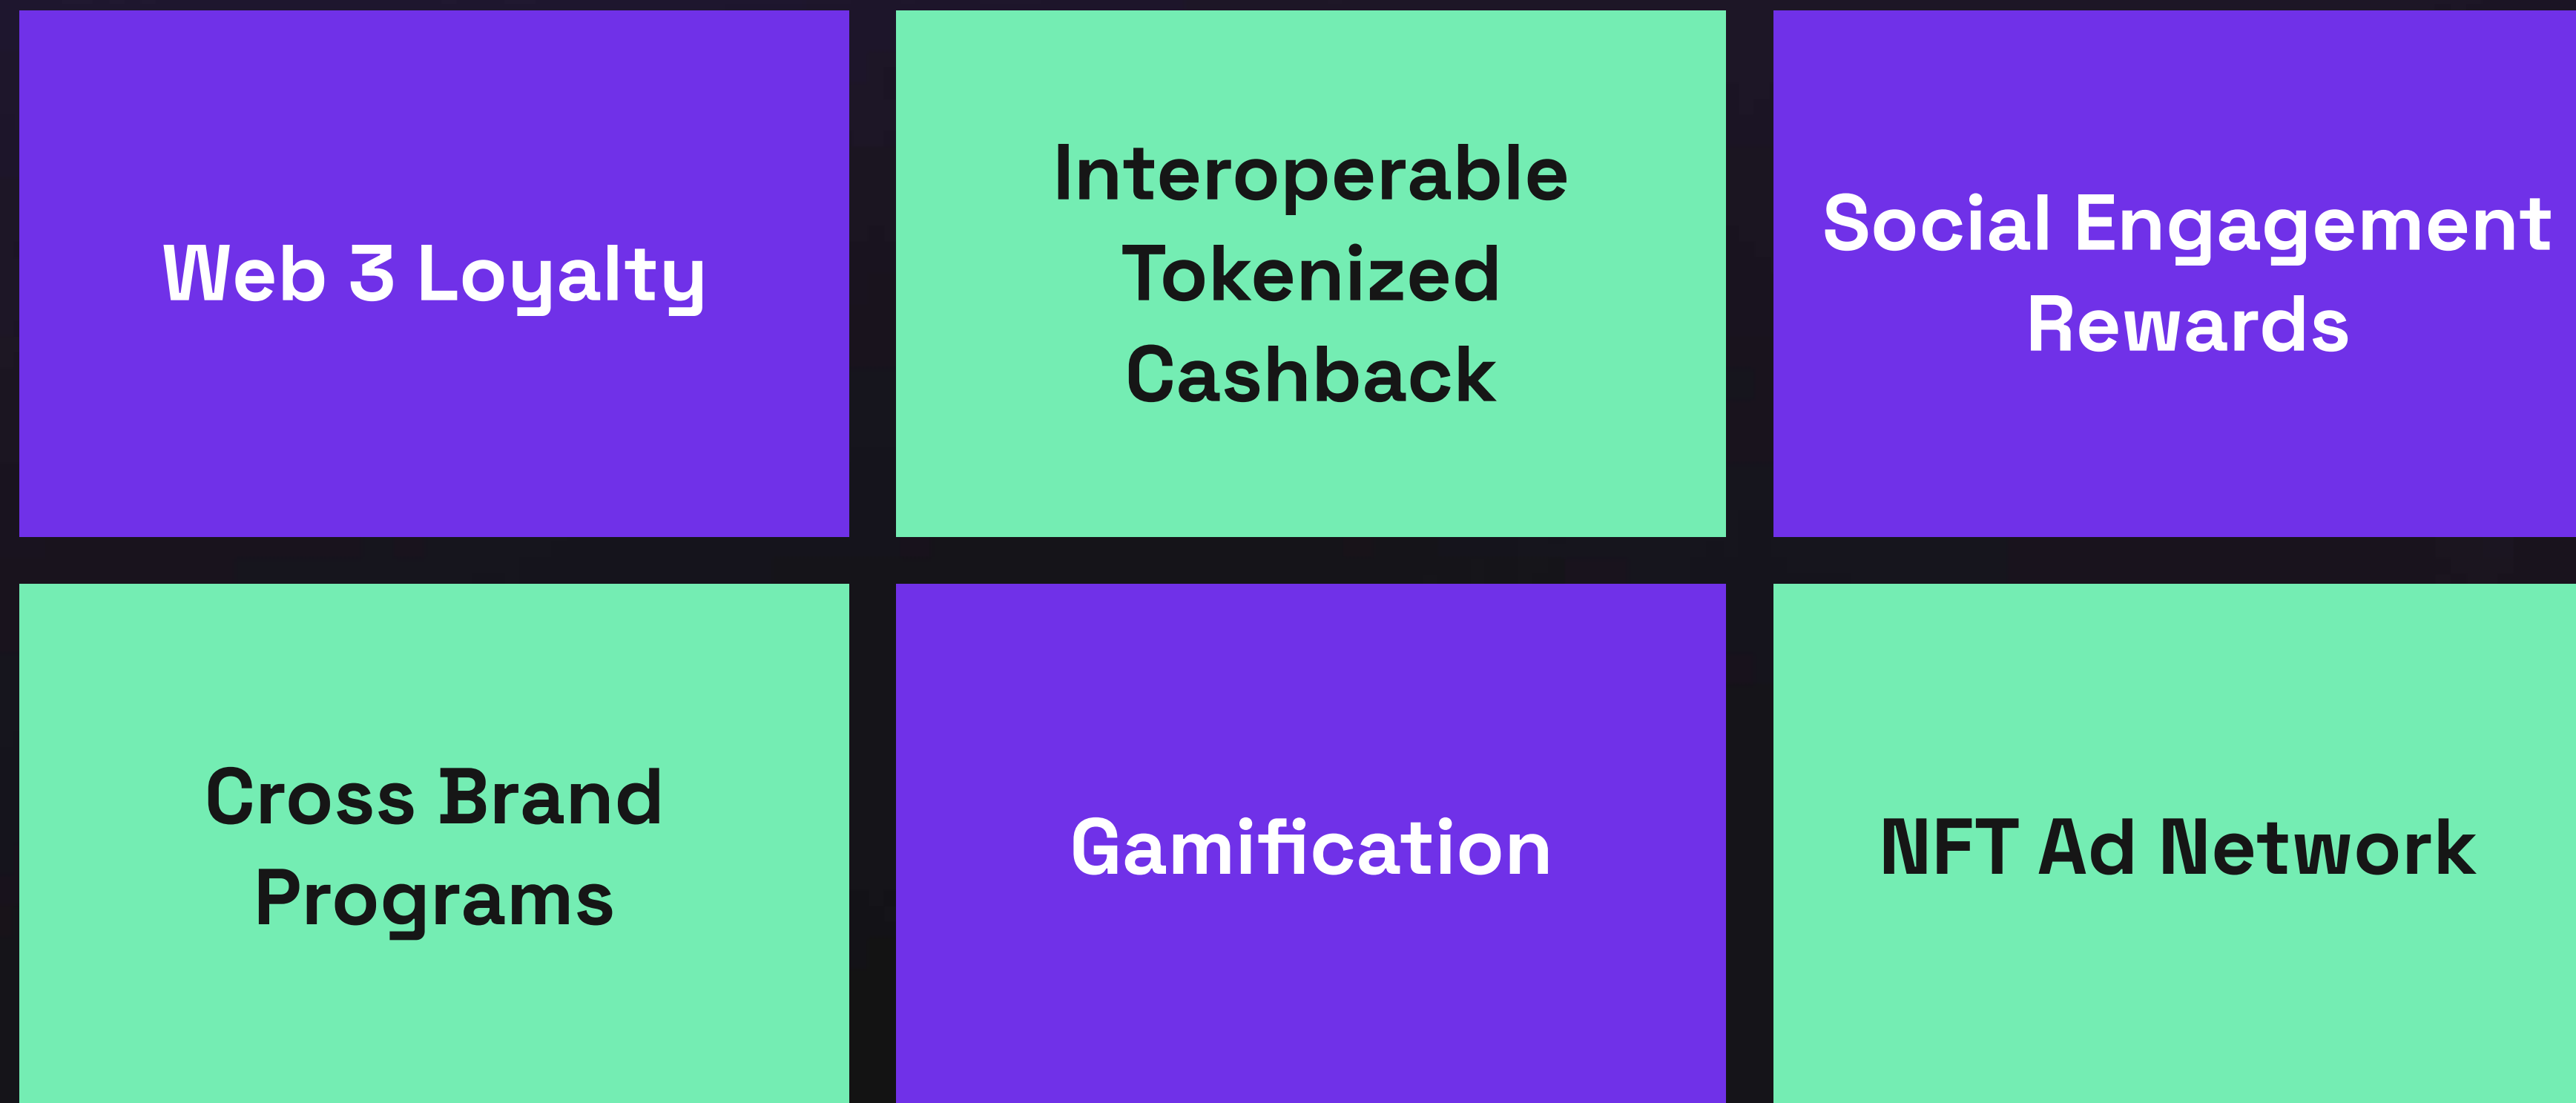 Web 3 Loyalty
Interoperable
Tokenized
Cashback
Social Engagement
Rewards
Cross Brand
Programs
Gamification
NFT Ad Network